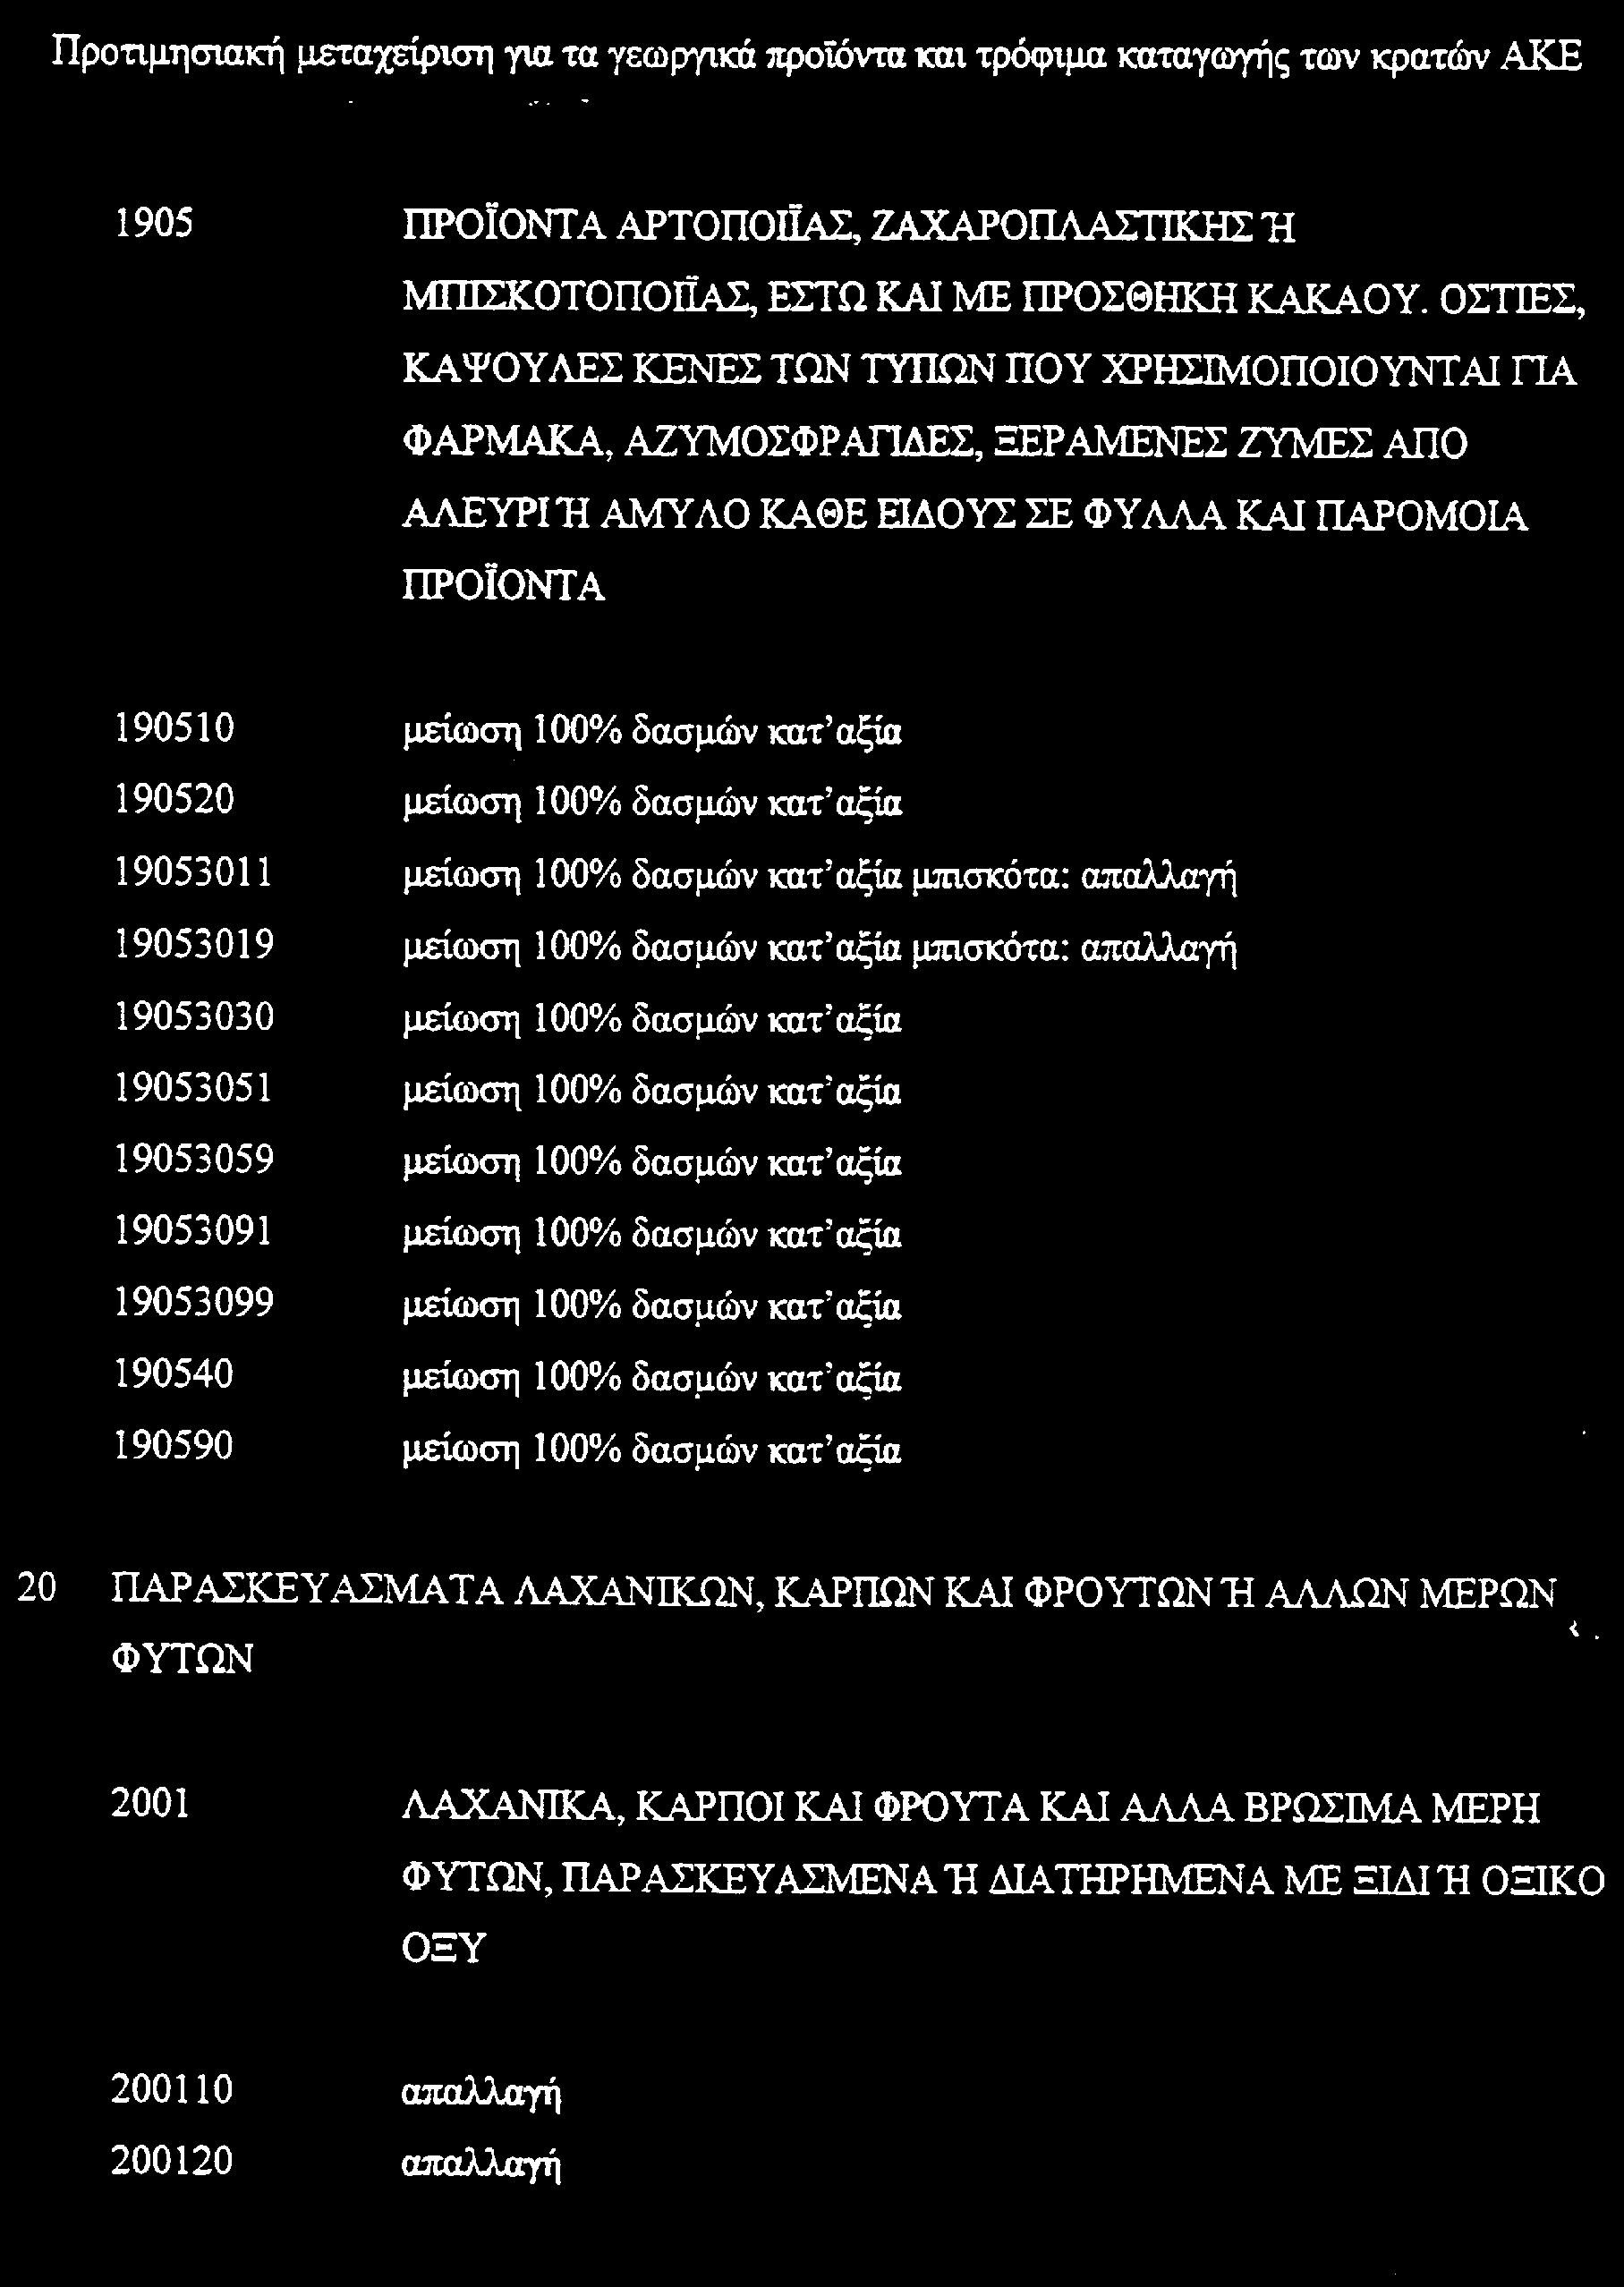 Προτιμησιακή μεταχείριση για τα γεωργικά προϊόντα και τρόφιμα καταγωγής των κρατών ΑΚΕ
1905 ΠΡΟΪΟΝΤΑ ΑΡΤΟΠΟΙΪΑΣ, ΖΑΧΑΡΟΠΛΑΣΤΙΚΗΣ Ή
ΜΠΙΣΚΟΤΟΠΟΙΪΑΣ, ΕΣΤΩ ΚΑΙ ΜΕ ΠΡΟΣΘΗΚΗ ΚΑΚΑΟΥ. ΟΣΤΙΕΣ,
ΚΑΨΟΥΛΕΣ ΚΕΝΕΣ ΤΩΝ ΤΥΠΩΝ ΠΟΥ ΧΡΗΣΙΜΟΠΟΙΟΥΝΤΑΙ ΓΙΑ
ΦΑΡΜΑΚΑ, ΑΖΥΜΟΣΦΡΑΓΙΔΕΣ, ΞΕΡΑΜΕΝΕΣ ΖΥΜΕΣ ΑΠΟ
ΑΛΕΥΡΙ Ή ΑΜΥΛΟ ΚΑΘΕ ΕΙΔΟΥΣ ΣΕ ΦΥΛΛΑ ΚΑΙ ΠΑΡΟΜΟΙΑ
ΠΡΟΪΟΝΤΑ
190510 μείωση 100% δασμών κατ’αξία
190520 μείωση 100% δασμών κατ’αξία
19053011 μείωση 100% δασμών κατ’αξία μπισκότα: απαλλαγή
19053019 μείωση 100% δασμών κατ’αξία μπισκότα: απαλλαγή
19053030 μείωση 100% δασμών κατ’αξία
19053051 μείωση 100% δασμών κατ’αξία
19053059 μείωση 100% δασμών κατ’αξία
19053091 μείωση 100% δασμών κατ’αξία
19053099 μείωση 100% δασμών κατ’αξία
190540 μείωση 100% δασμών κατ’αξία
190590 μείωση 100% δασμών κατ’αξία
20 ΠΑΡΑΣΚΕΥΑΣΜΑΤΑ ΛΑΧΑΝΙΚΩΝ, ΚΑΡΠΩΝ ΚΑΙ ΦΡΟΥΤΩΝ Ή ΑΛΛΩΝ ΜΕΡΩΝ
ΦΥΤΩΝ
2001 ΛΑΧΑΝΙΚΑ, ΚΑΡΠΟΙ ΚΑΙ ΦΡΟΥΤΑ ΚΑΙ ΑΛΛΑ ΒΡΩΣΙΜΑ ΜΕΡΗ
ΦΥΤΩΝ, ΠΑΡΑΣΚΕΥΑΣΜΕΝΑ Ή ΔΙΑΤΗΡΗΜΕΝΑ ΜΕ ΞΙΔΙ Ή ΟΞΙΚΟ
ΟΞΥ
200110 απαλλαγή
200120 απαλλαγή